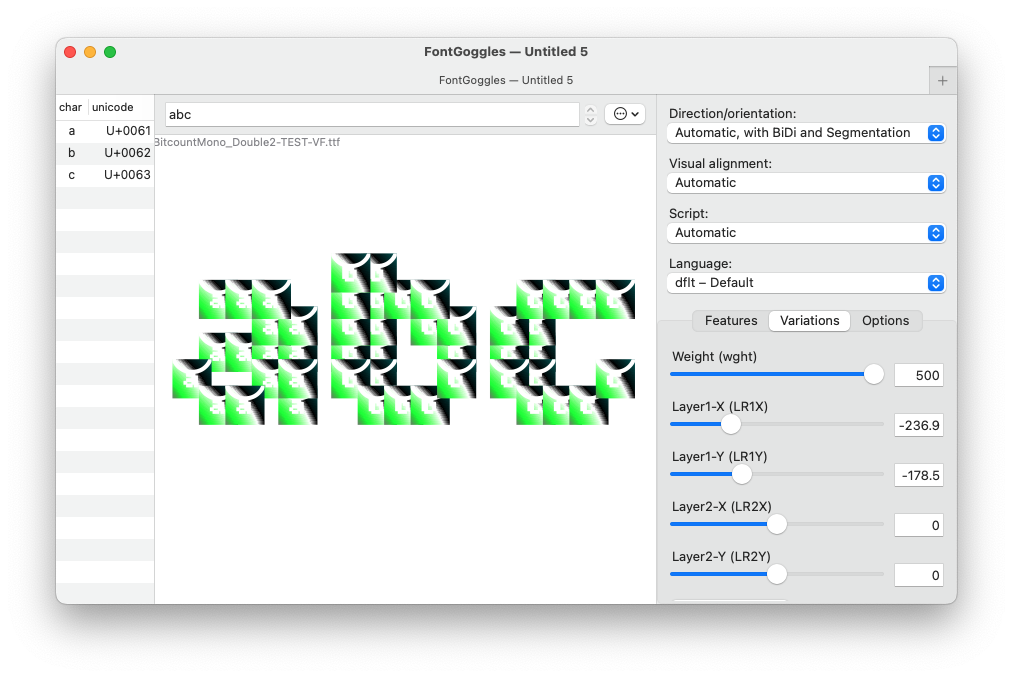 FontGoggles — Untitled 5
FontGoggles — Untitled 5
+
char unicode
a U+0061
b U+0062
c U+0063
abc
BitcountMono_Double2-TEST-VF.ttf
abc
Direction/orientation:
Automatic, with BiDi and Segmentation
Visual alignment:
Automatic
Script:
Automatic
Language:
dflt – Default
Features Variations Options
Weight (wght)
500
Layer1-X (LR1X)
-236.9
Layer1-Y (LR1Y)
-178.5
Layer2-X (LR2X)
0
Layer2-Y (LR2Y)
0